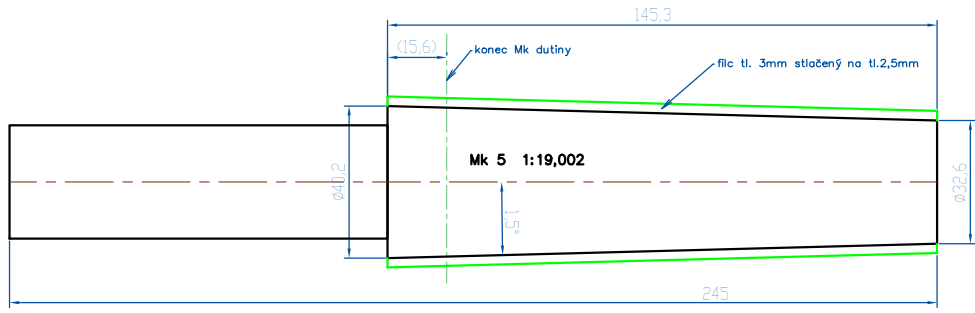 145,3
(15,6)
konec Mk dutiny
filc tl. 3mm stlačený na tl.2,5mm
Mk 5 1:19,002
ø40,2
1,5°
ø32,6
245